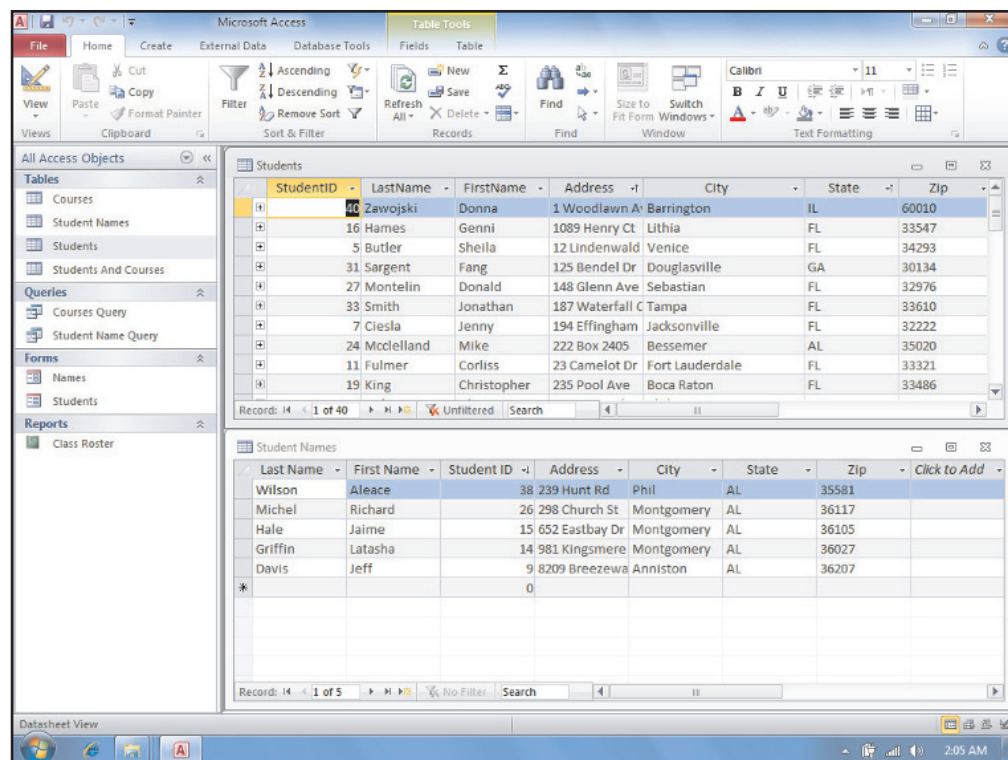 Microsoft Access
Table Tools
File Home Create External Data Database Tools Fields Table
View
Paste
Cut
Copy
Format Painter
Filter
Ascending
Descending
Remove Sort
Refresh All
New
Save
Delete
Find
Size to Fit Form
Switch Windows
Calibri 11
B I U
Views Clipboard Sort & Filter Records Find Window Text Formatting
All Access Objects
Tables
Courses
Student Names
Students
Students And Courses
Queries
Courses Query
Student Name Query
Forms
Names
Students
Reports
Class Roster
Students
StudentID LastName FirstName Address City State Zip
40 Zawojski Donna 1 Woodlawn A Barrington IL 60010
16 Hames Genni 1089 Henry Ct Lithia FL 33547
5 Butler Sheila 12 Lindenwald Venice FL 34293
31 Sargent Fang 125 Bendel Dr Douglasville GA 30134
27 Montelin Donald 148 Glenn Ave Sebastian FL 32976
33 Smith Jonathan 187 Waterfall C Tampa FL 33610
7 Ciesla Jenny 194 Effingham Jacksonville FL 32222
24 Mcclelland Mike 222 Box 2405 Bessemer AL 35020
11 Fulmer Corliss 23 Camelot Dr Fort Lauderdale FL 33321
19 King Christopher 235 Pool Ave Boca Raton FL 33486
Record: 1 of 40 Unfiltered Search
Student Names
Last Name First Name Student ID Address City State Zip Click to Add
Wilson Aleace 38 239 Hunt Rd Phil AL 35581
Michel Richard 26 298 Church St Montgomery AL 36117
Hale Jaime 15 652 Eastbay Dr Montgomery AL 36105
Griffin Latasha 14 981 Kingsmere Montgomery AL 36027
Davis Jeff 9 8209 Breezewa Anniston AL 36207
0
Record: 1 of 5 No Filter Search
Datasheet View
2:05 AM